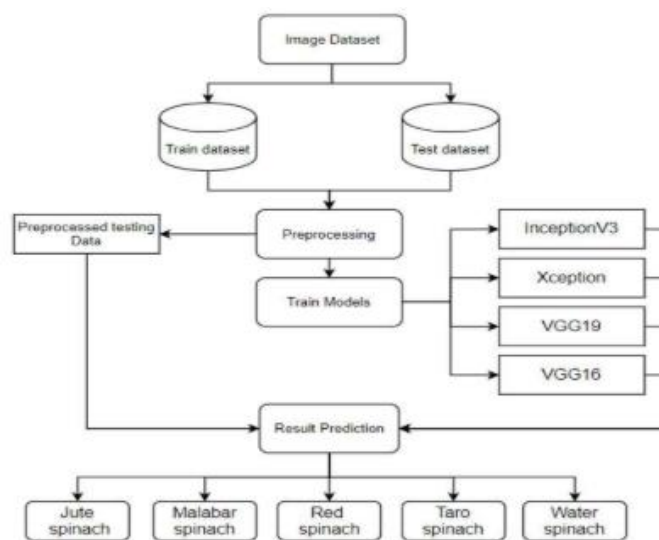 Image Dataset
Train dataset
Test dataset
Preprocessed testing
Data
Preprocessing
InceptionV3
Xception
Train Models
VGG19
VGG16
Result Prediction
Jute
spinach
Malabar
spinach
Red
spinach
Taro
spinach
Water
spinach